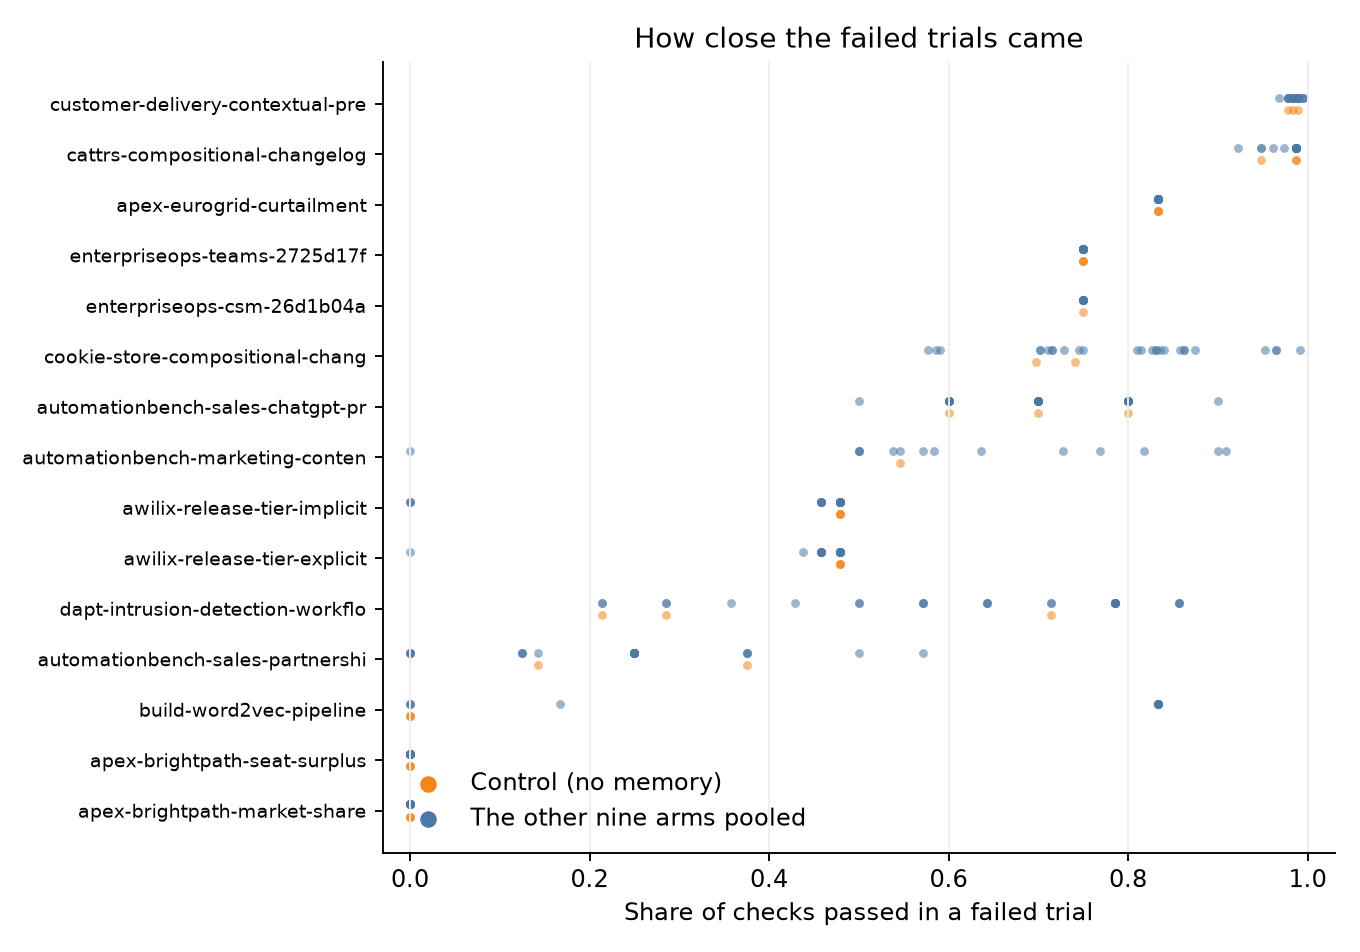 How close the failed trials came
customer-delivery-contextual-pre
cattrs-compositional-changelog
apex-eurogrid-curtailment
enterpriseops-teams-2725d17f
enterpriseops-csm-26d1b04a
cookie-store-compositional-chang
automationbench-sales-chatgpt-pr
automationbench-marketing-conten
awilix-release-tier-implicit
awilix-release-tier-explicit
dapt-intrusion-detection-workflo
automationbench-sales-partnershi
build-word2vec-pipeline
apex-brightpath-seat-surplus
apex-brightpath-market-share
Control (no memory)
The other nine arms pooled
0.0 0.2 0.4 0.6 0.8 1.0
Share of checks passed in a failed trial